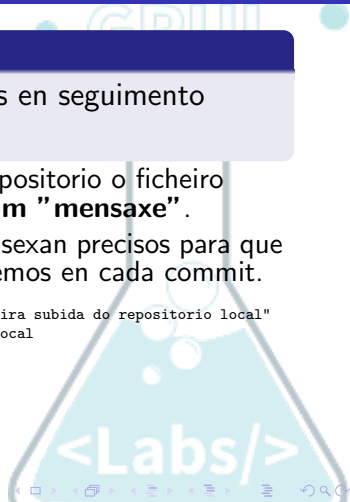 GPUL
s en seguimento
positorio o ficheiro
m ”mensaxe”.
sexan precisos para que
emos en cada commit.
ira subida do repositorio local"
ocal
<Labs/>